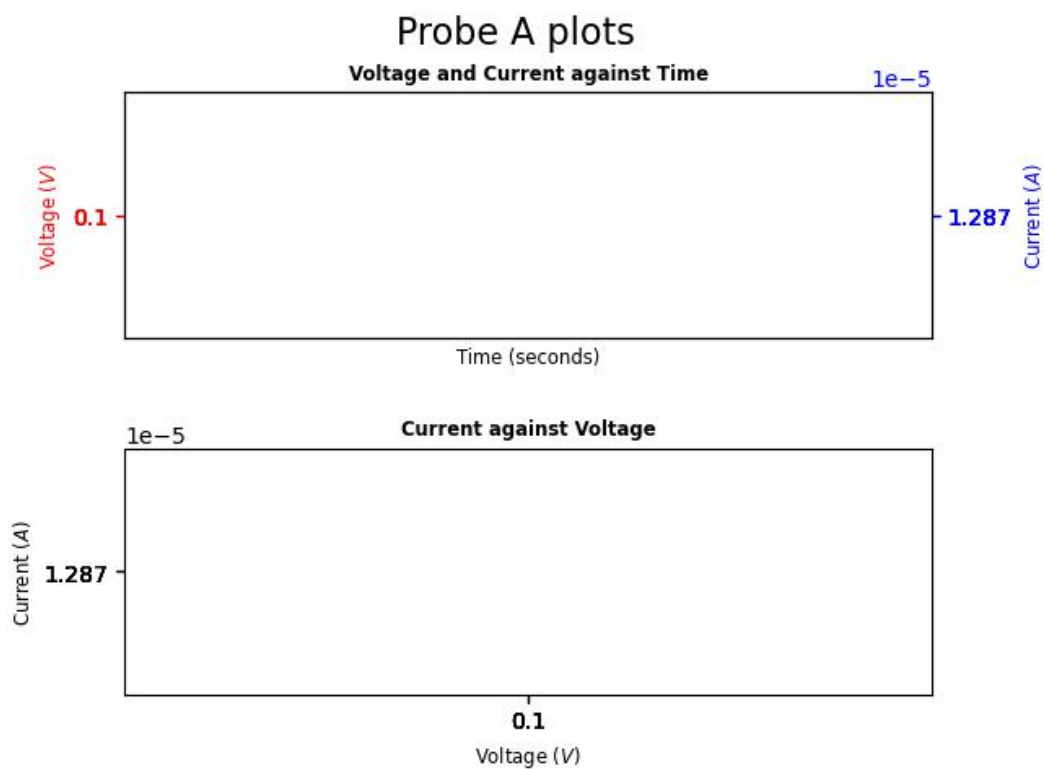 Probe A plots
Voltage and Current against Time
1e−5
Voltage (V)
0.1
1.287
Current (A)
Time (seconds)
Current against Voltage
1e−5
Current (A)
1.287
0.1
Voltage (V)